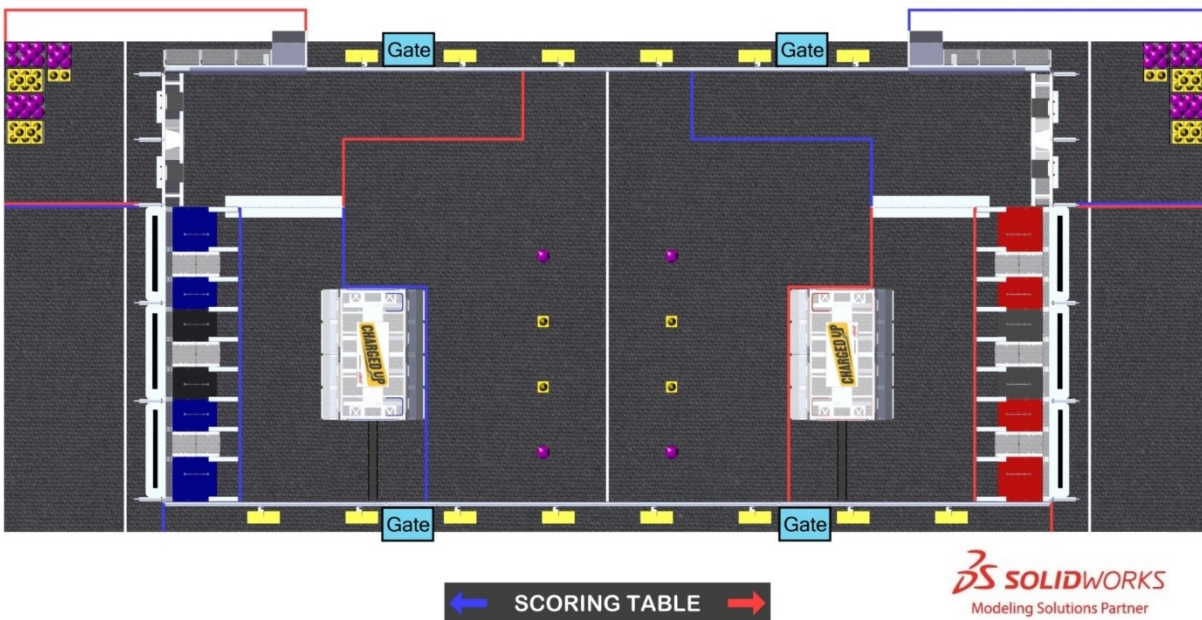 Gate
Gate
CHARGED UP
CHARGED UP
Gate
Gate
SCORING TABLE
SOLIDWORKS
Modeling Solutions Partner